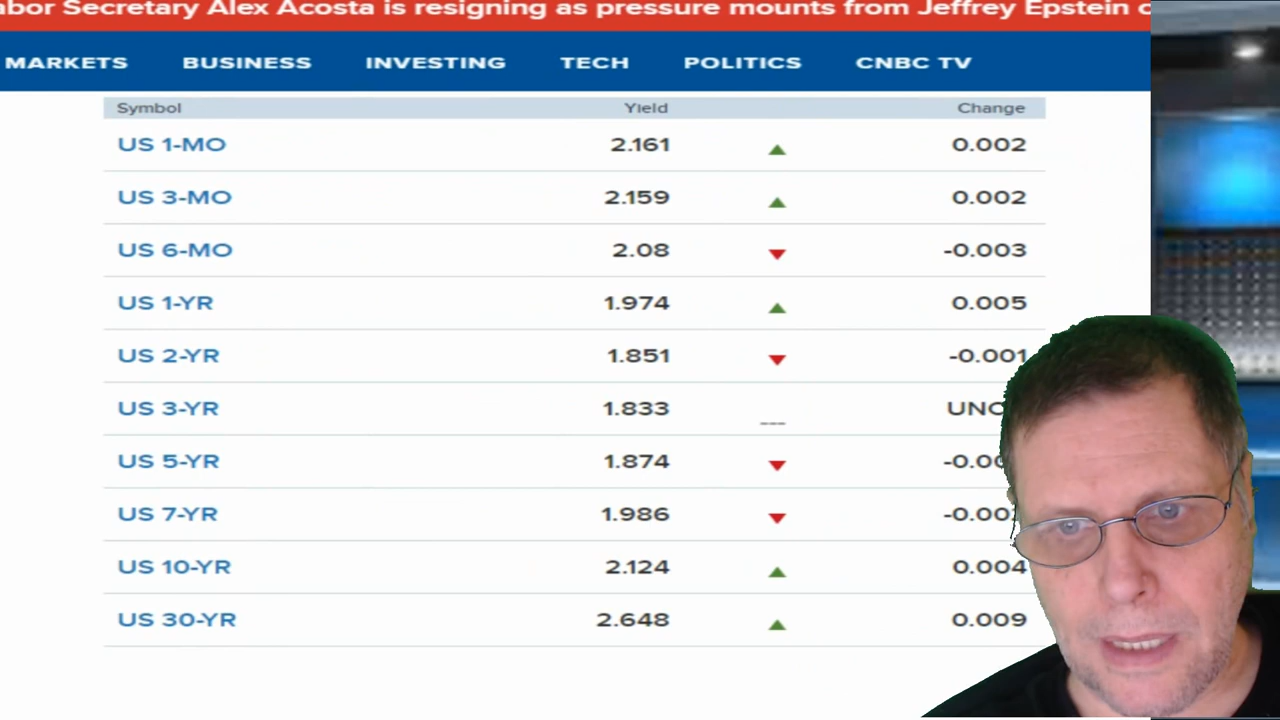 Secretary Alex Acosta is resigning as pressure mounts from Jeffrey Epstein
MARKETS BUSINESS INVESTING TECH POLITICS CNBC TV
Symbol Yield Change
US 1-MO 2.161 0.002
US 3-MO 2.159 0.002
US 6-MO 2.08 -0.003
US 1-YR 1.974 0.005
US 2-YR 1.851 -0.001
US 3-YR 1.833
US 5-YR 1.874
US 7-YR 1.986
US 10-YR 2.124 0.004
US 30-YR 2.648 0.009